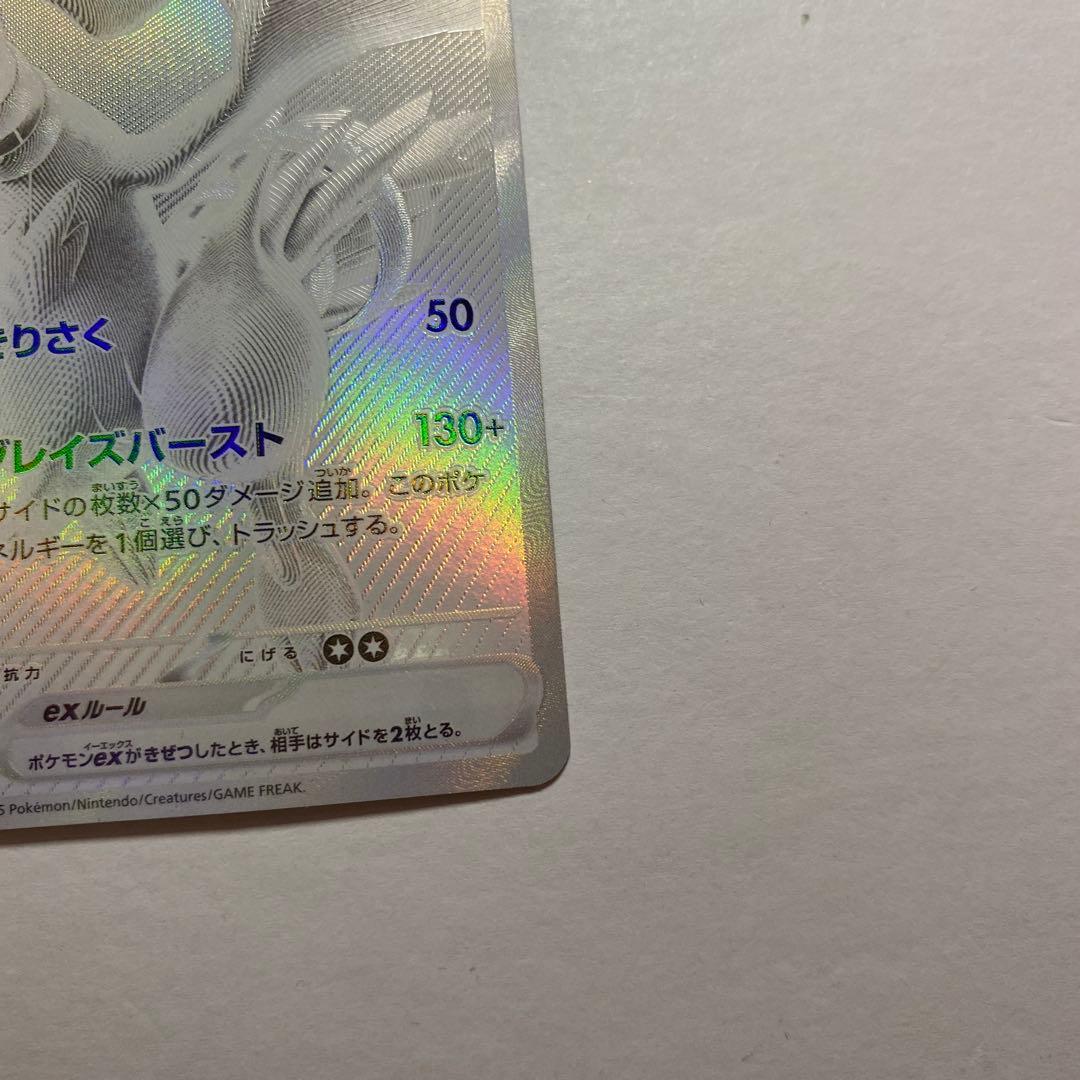 50
きりさく
130+
ブレイズバースト
サイドの枚数×50ダメージ追加。このポケ
ネルギーを1個選び、トラッシュする。
にげる
抗力
exルール
ポケモンexがきぜつしたとき、相手はサイドを2枚とる。
5 Pokémon/Nintendo/Creatures/GAME FREAK.